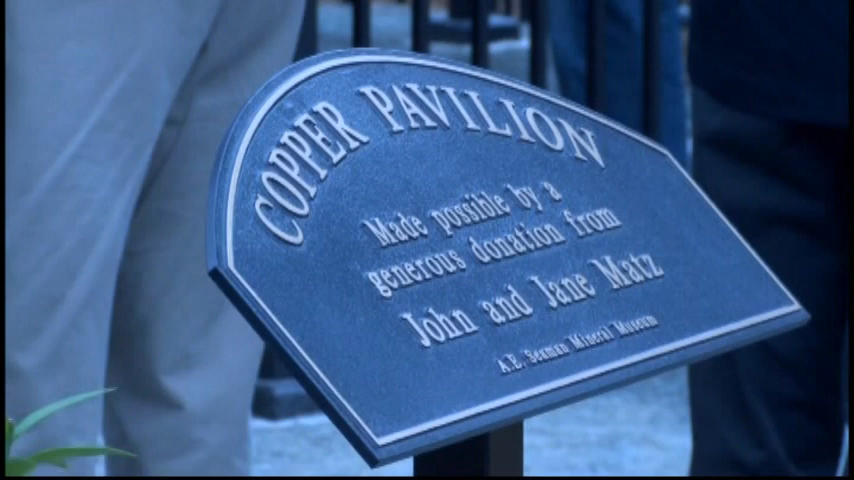 COPPER PAVILION
Made possible by a
generous donation from
John and Jane Matz
A.E. Seaman Mineral Museum